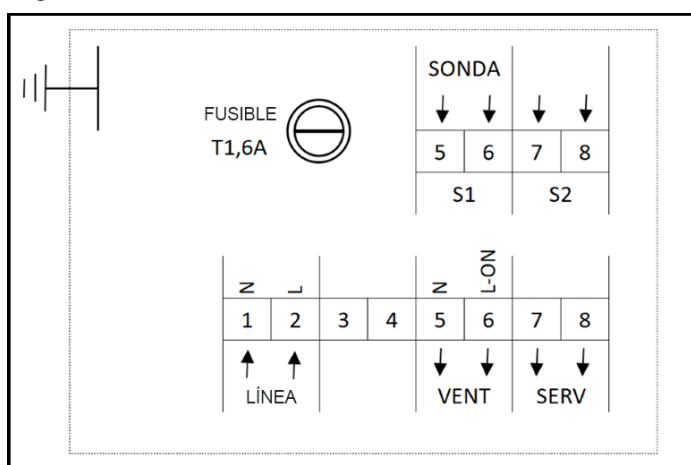 SONDA
FUSIBLE
T1,6A
5 6 7 8
S1 S2
N L N L-ON
1 2 3 4 5 6 7 8
LÍNEA VENT SERV